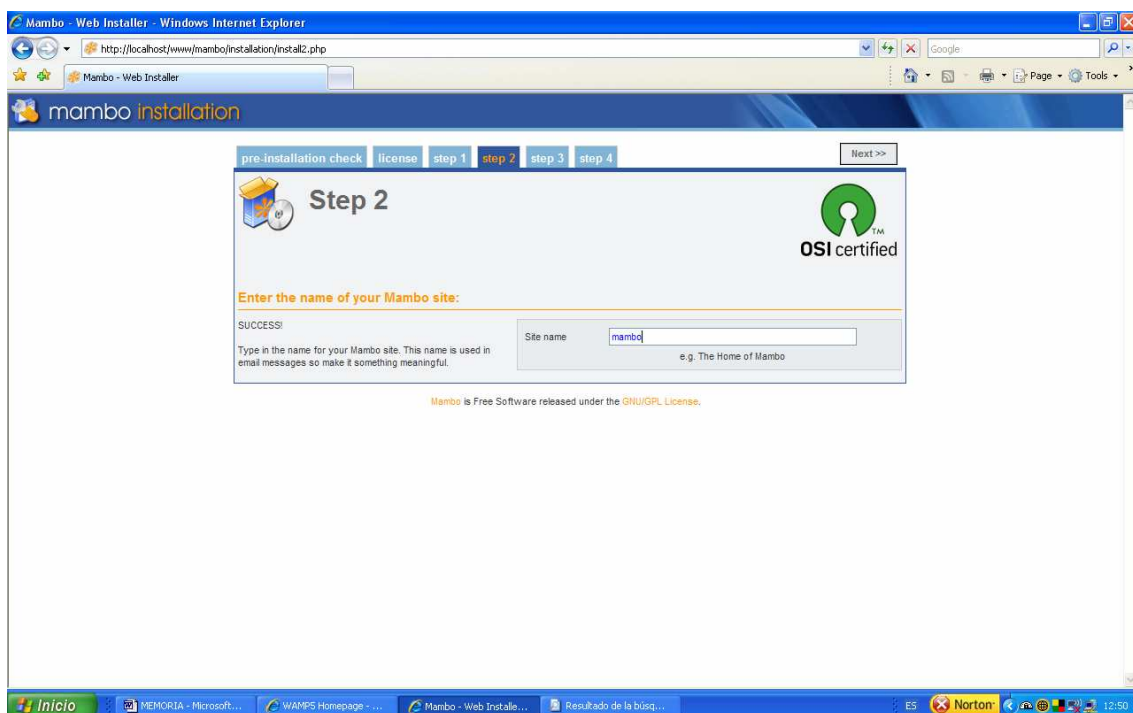 Mambo - Web Installer - Windows Internet Explorer
http://localhost/www/mambo/installation/install2.php
Google
Mambo - Web Installer
Page
Tools
mambo installation
pre-installation check license step 1 step 2 step 3 step 4
Next >>
Step 2
TM
OSI certified
Enter the name of your Mambo site:
SUCCESS!
Type in the name for your Mambo site. This name is used in
email messages so make it something meaningful.
Site name
mambo
e.g. The Home of Mambo
Mambo is Free Software released under the GNU/GPL License.
Inicio
MEMORIA - Microsoft...
WAMP5 Homepage - ...
Mambo - Web Installe...
Resultado de la búsq...
ES
Norton
12:50